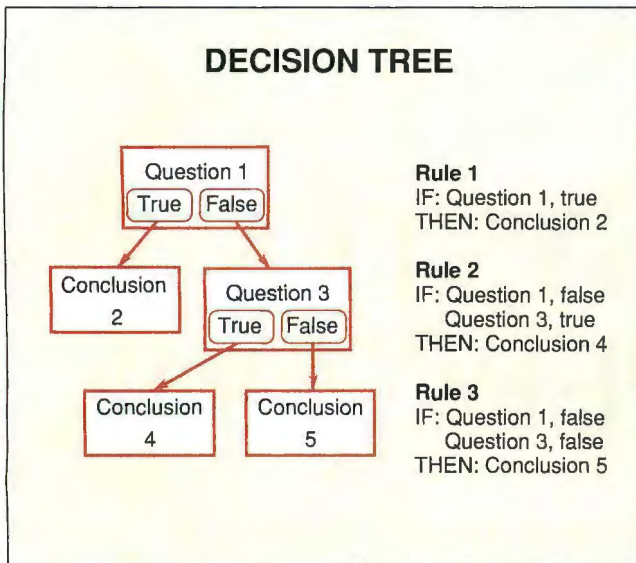 DECISION TREE
Question 1
True False
Conclusion
2
Question 3
True False
Conclusion
4
Conclusion
5
Rule 1
IF: Question 1, true
THEN: Conclusion 2
Rule 2
IF: Question 1, false
Question 3, true
THEN: Conclusion 4
Rule 3
IF: Question 1, false
Question 3, false
THEN: Conclusion 5